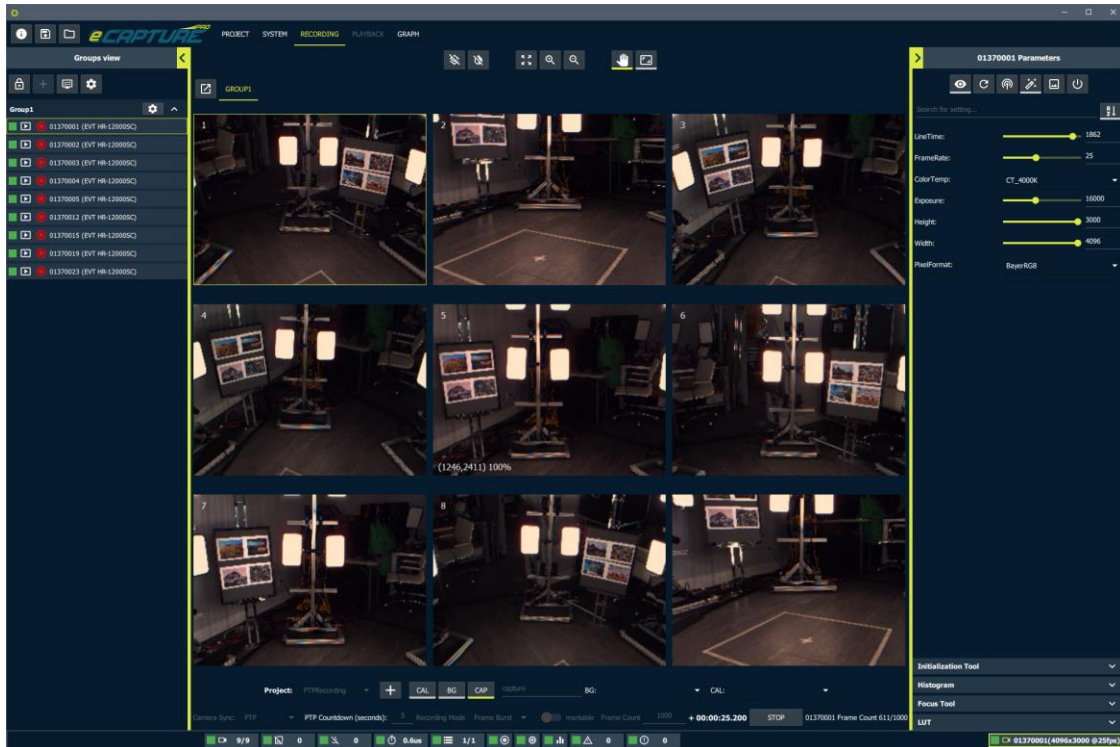 eCAPTURE PRO
PROJECT SYSTEM RECORDING PLAYBACK GRAPH
Groups view
01370001 Parameters
GROUP1
Search for setting...
Group1
01370001 (EVT HR-12000SC)
01370002 (EVT HR-12000SC)
01370003 (EVT HR-12000SC)
01370004 (EVT HR-12000SC)
01370005 (EVT HR-12000SC)
01370012 (EVT HR-12000SC)
01370015 (EVT HR-12000SC)
01370019 (EVT HR-12000SC)
01370023 (EVT HR-12000SC)
1 2 3
4 5 6
(1246,2411) 100%
7 8
LineTime: 1862
FrameRate: 25
ColorTemp: CT_4000K
Exposure: 16000
Height: 3000
Width: 4096
PixelFormat: BayerRG8
Initialization Tool
Histogram
Focus Tool
LUT
Project: PTPRecording + CAL BG CAP capture BG: CAL:
Camera Sync: PTP PTP Countdown (seconds): 5 Recording Mode Frame Burst markable Frame Count 1000 + 00:00:25.200 STOP 01370001 Frame Count 611/1000
9/9 0 0 0.6us 1/1 0 0 01370001(4096x3000 @25fps)